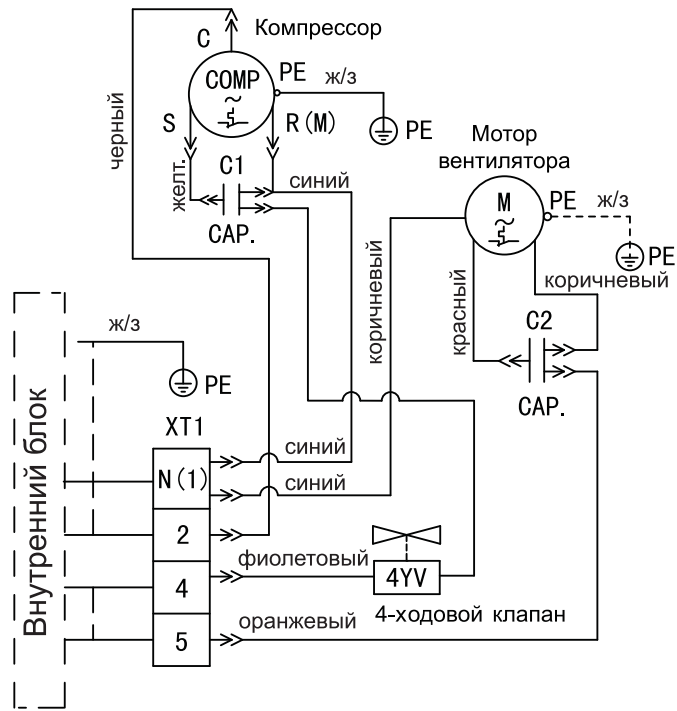 Компрессор
C
COMP
~
PE
ж/з
PE
S
R(M)
черный
желт.
C1
синий
CAP.
Мотор
вентилятора
M
~
PE
ж/з
PE
коричневый
коричневый
красный
C2
CAP.
ж/з
PE
Внутренний блок
XT1
N(1)
синий
синий
2
фиолетовый
4
4YV
4-ходовой клапан
5
оранжевый